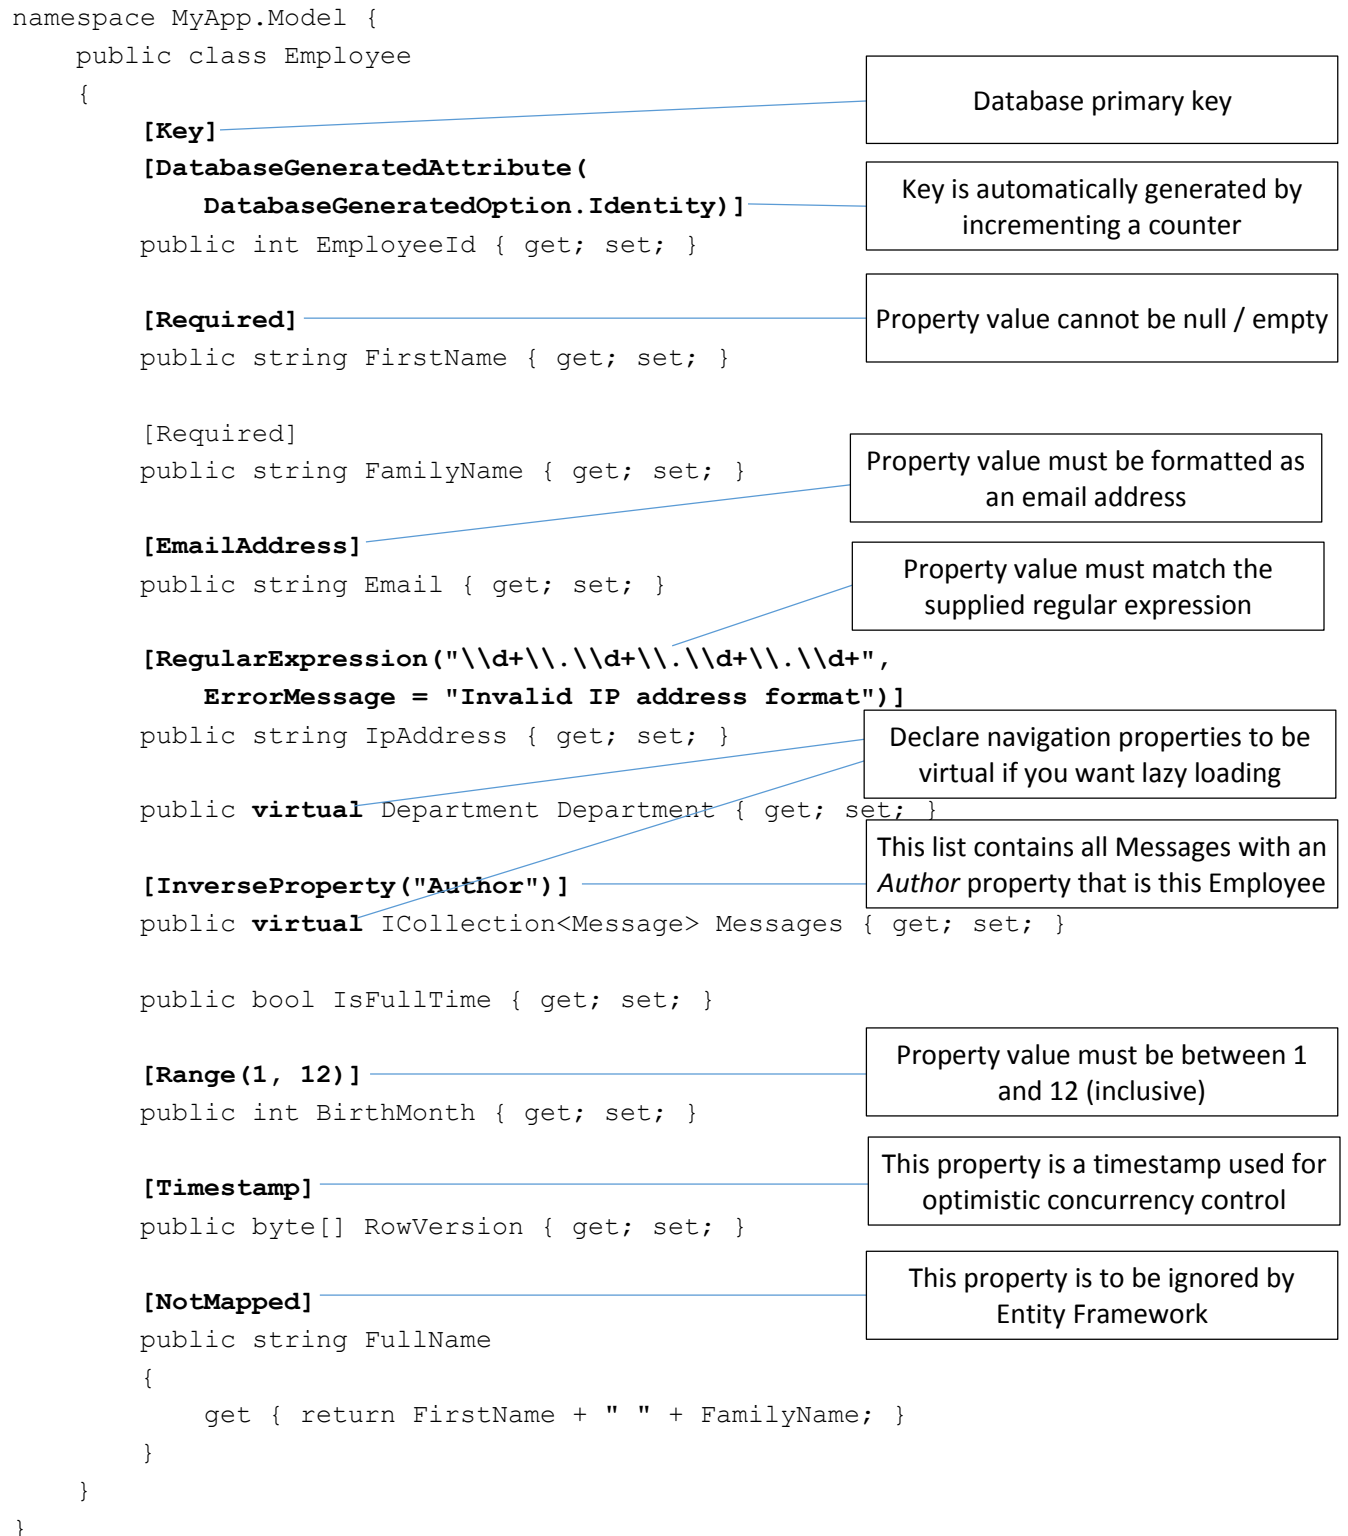 namespace MyApp.Model {
public class Employee
{
[Key]
Database primary key
[DatabaseGeneratedAttribute(
DatabaseGeneratedOption.Identity)]
Key is automatically generated by
incrementing a counter
public int EmployeeId { get; set; }
[Required]
Property value cannot be null / empty
public string FirstName { get; set; }
[Required]
public string FamilyName { get; set; }
Property value must be formatted as
an email address
[EmailAddress]
public string Email { get; set; }
Property value must match the
supplied regular expression
[RegularExpression("\\d+\\.\\d+\\.\\d+\\.\\d+",
ErrorMessage = "Invalid IP address format")]
public string IpAddress { get; set; }
Declare navigation properties to be
virtual if you want lazy loading
public virtual Department Department { get; set; }
This list contains all Messages with an
Author property that is this Employee
[InverseProperty("Author")]
public virtual ICollection<Message> Messages { get; set; }
public bool IsFullTime { get; set; }
Property value must be between 1
and 12 (inclusive)
[Range(1, 12)]
public int BirthMonth { get; set; }
This property is a timestamp used for
optimistic concurrency control
[Timestamp]
public byte[] RowVersion { get; set; }
This property is to be ignored by
Entity Framework
[NotMapped]
public string FullName
{
get { return FirstName + " " + FamilyName; }
}
}
}